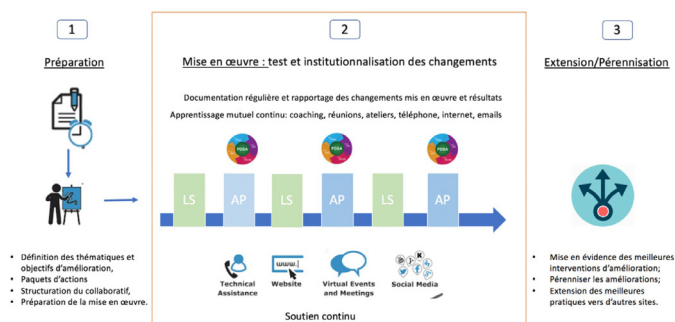 1
Préparation
• Définition des thématiques et
objectifs d'amélioration,
• Paquets d'actions
• Structuration du collaboratif,
• Préparation de la mise en œuvre.
2
Mise en œuvre : test et institutionnalisation des changements
Documentation régulière et rapportage des changements mis en œuvre et résultats
Apprentissage mutuel continu: coaching, réunions, ateliers, téléphone, internet, emails
PDSA PDSA PDSA
LS AP LS AP LS AP
www.
Technical
Assistance
Website
Virtual Events
and Meetings
Social Media
Soutien continu
3
Extension/Pérennisation
• Mise en évidence des meilleures
interventions d'amélioration;
• Pérenniser les améliorations;
• Extension des meilleures
pratiques vers d'autres sites.